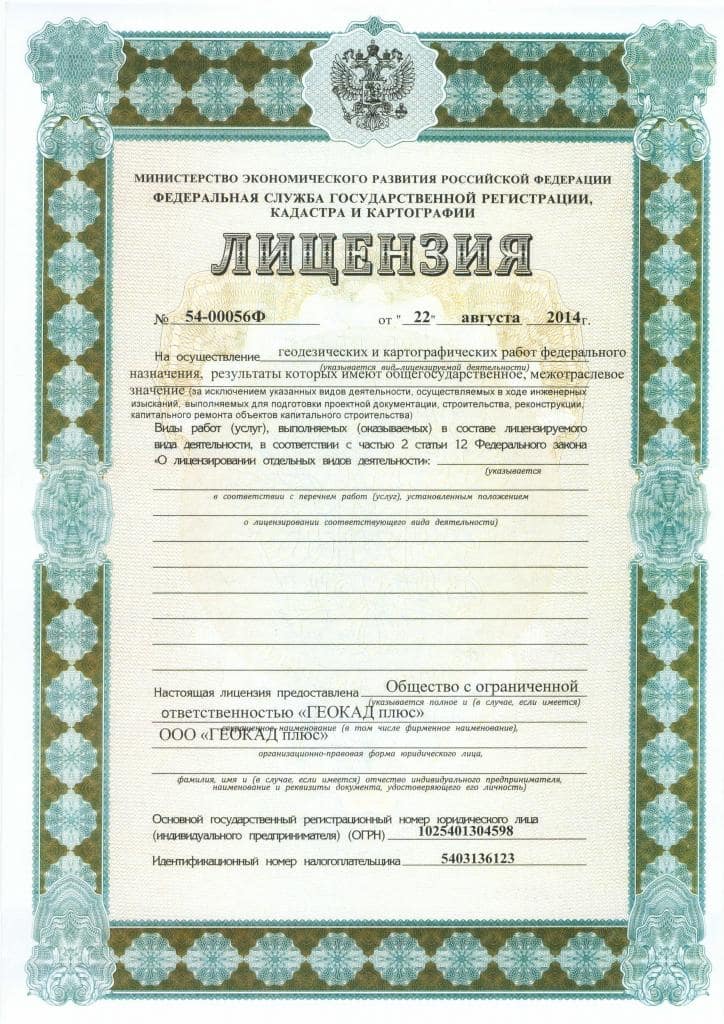 МИНИСТЕРСТВО ЭКОНОМИЧЕСКОГО РАЗВИТИЯ РОССИЙСКОЙ ФЕДЕРАЦИИ
ФЕДЕРАЛЬНАЯ СЛУЖБА ГОСУДАРСТВЕННОЙ РЕГИСТРАЦИИ,
КАДАСТРА И КАРТОГРАФИИ
ЛИЦЕНЗИЯ
№ 54-00056Ф от " 22" августа 2014 г.
На осуществление геодезических и картографических работ федерального
(указывается вид лицензируемой деятельности)
назначения, результаты которых имеют общегосударственное, межотраслевое
значение (за исключением указанных видов деятельности, осуществляемых в ходе инженерных
изысканий, выполняемых для подготовки проектной документации, строительства, реконструкции,
капитального ремонта объектов капитального строительства)
Виды работ (услуг), выполняемых (оказываемых) в составе лицензируемого
вида деятельности, в соответствии с частью 2 статьи 12 Федерального закона
«О лицензировании отдельных видов деятельности»:
(указывается
в соответствии с перечнем работ (услуг), установленным положением
о лицензировании соответствующего вида деятельности)
Настоящая лицензия предоставлена Общество с ограниченной
(указывается полное и (в случае, если имеется)
ответственностью «ГЕОКАД плюс»
сокращенное наименование (в том числе фирменное наименование),
ООО «ГЕОКАД плюс»
организационно-правовая форма юридического лица,
фамилия, имя и (в случае, если имеется) отчество индивидуального предпринимателя,
наименование и реквизиты документа, удостоверяющего его личность)
Основной государственный регистрационный номер юридического лица
(индивидуального предпринимателя) (ОГРН) 1025401304598
Идентификационный номер налогоплательщика 5403136123